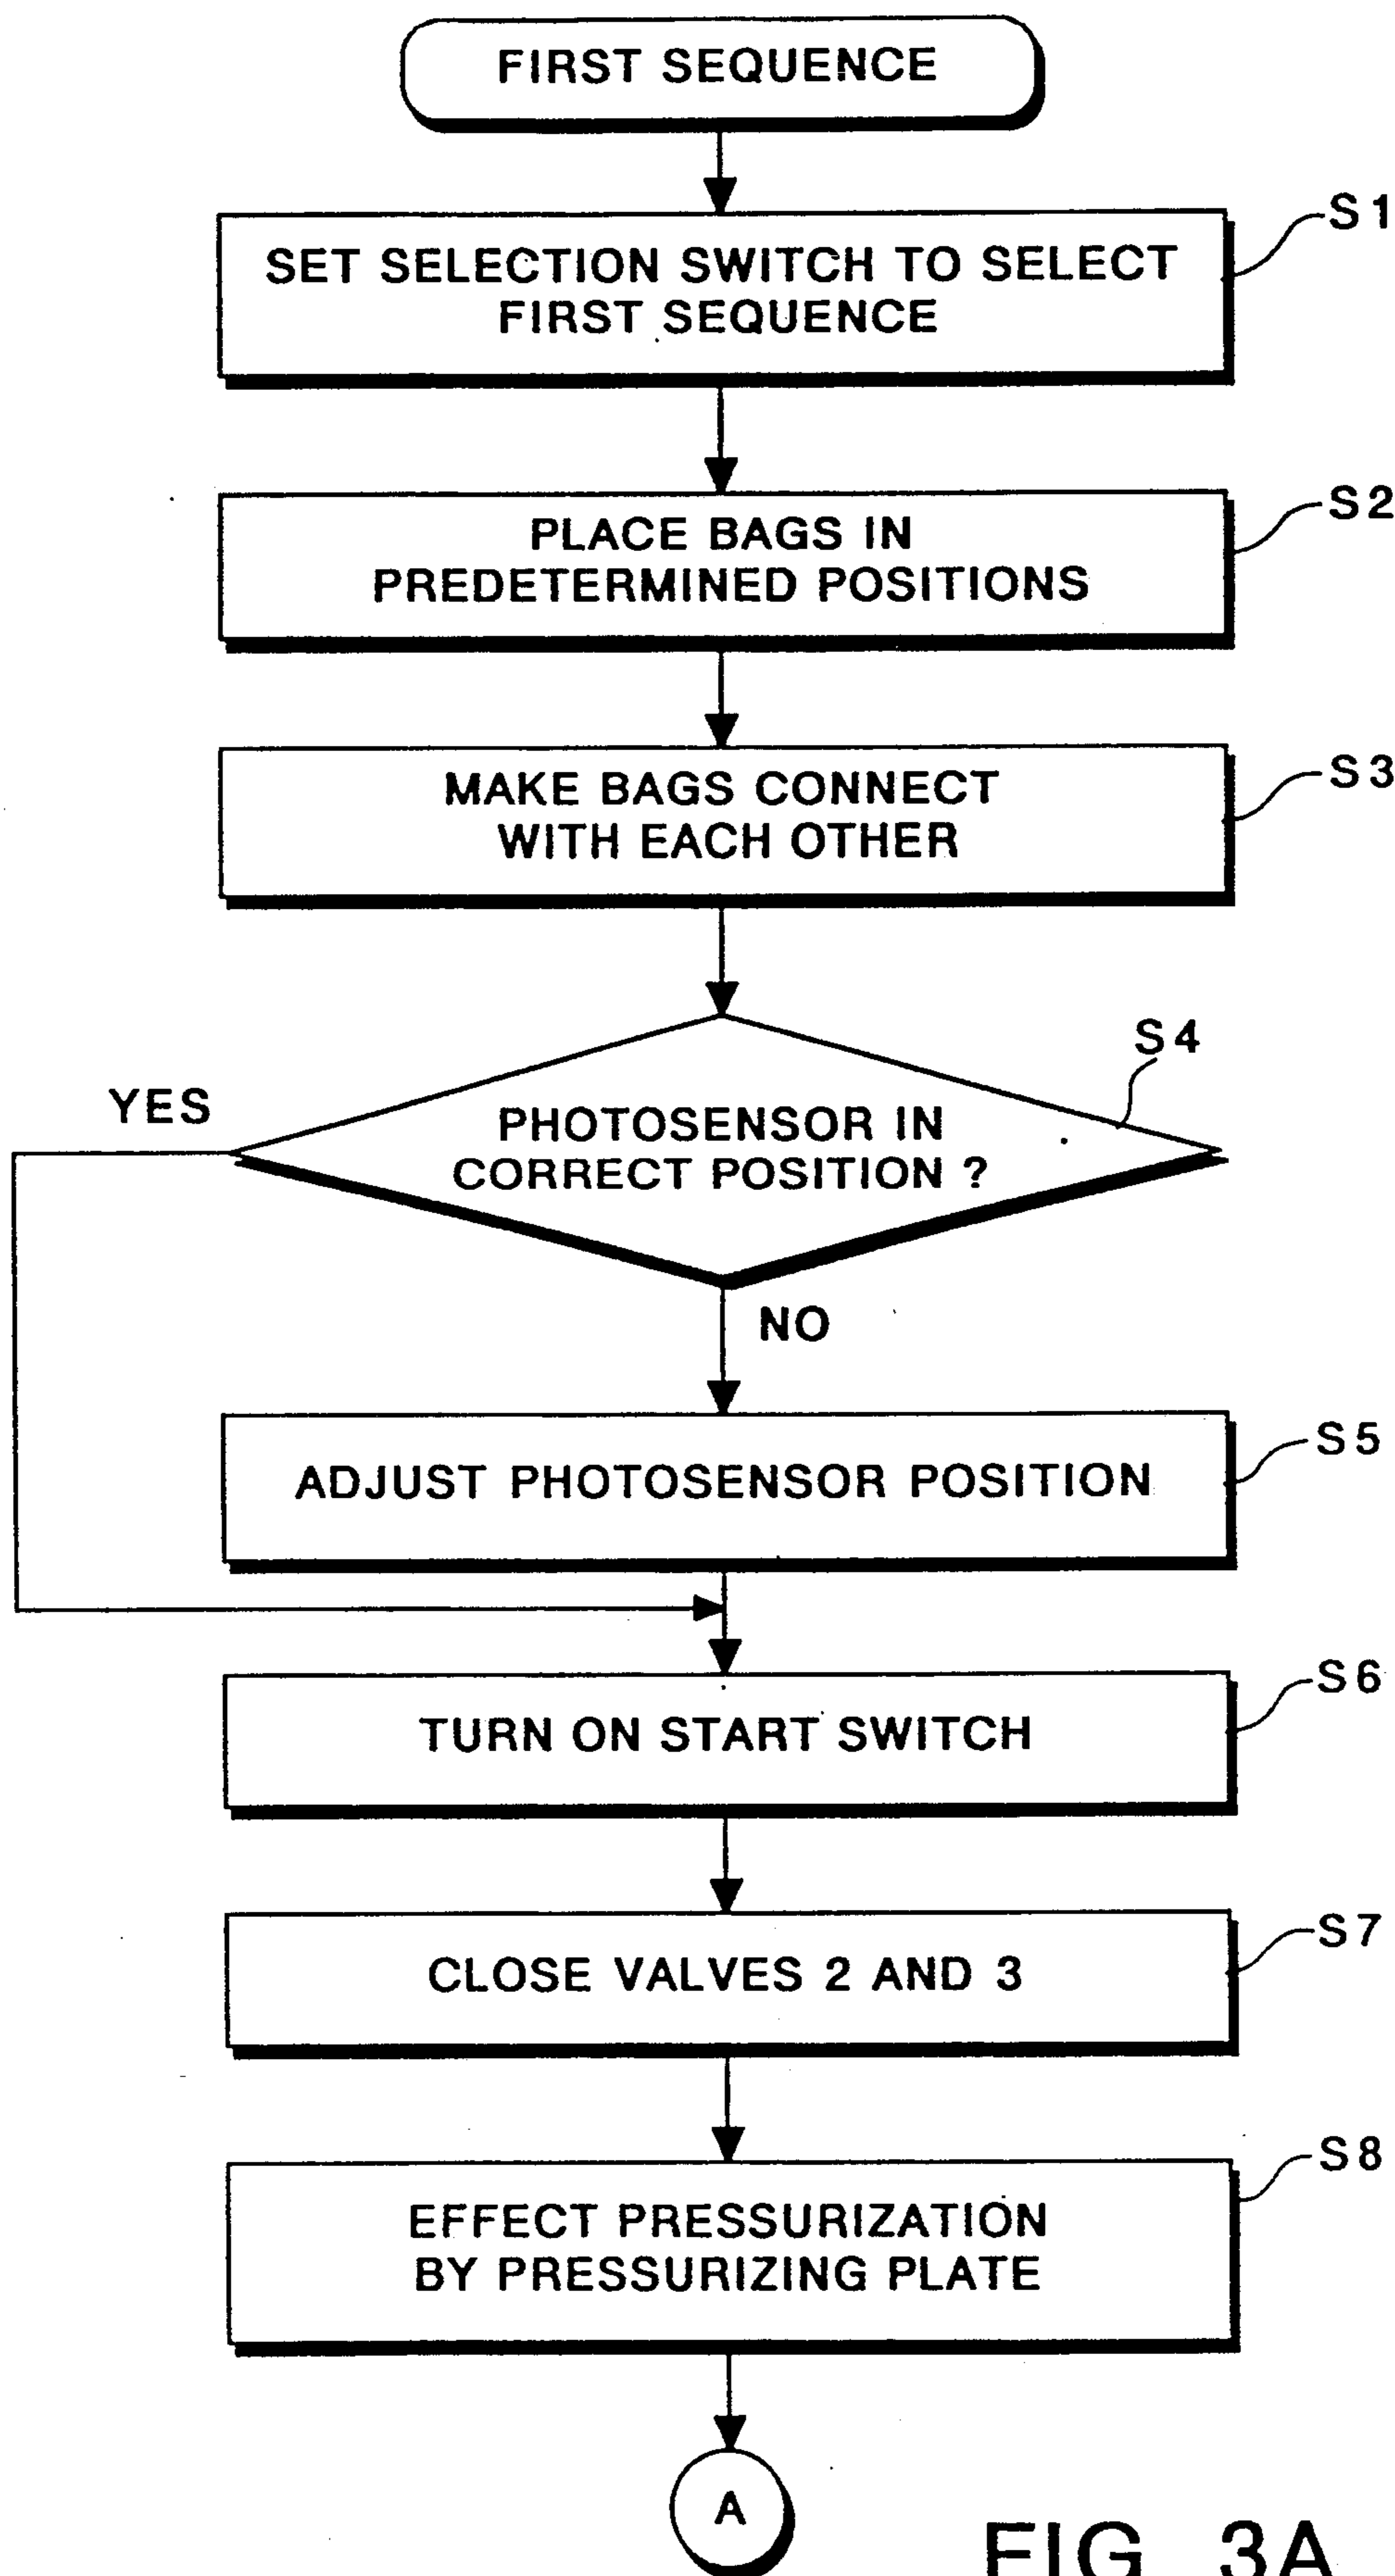 FIRST SEQUENCE
S1
SET SELECTION SWITCH TO SELECT
FIRST SEQUENCE
S2
PLACE BAGS IN
PREDETERMINED POSITIONS
S3
MAKE BAGS CONNECT
WITH EACH OTHER
S4
YES
PHOTOSENSOR IN
CORRECT POSITION ?
NO
S5
ADJUST PHOTOSENSOR POSITION
S6
TURN ON START SWITCH
S7
CLOSE VALVES 2 AND 3
S8
EFFECT PRESSURIZATION
BY PRESSURIZING PLATE
A
FIG. 3A